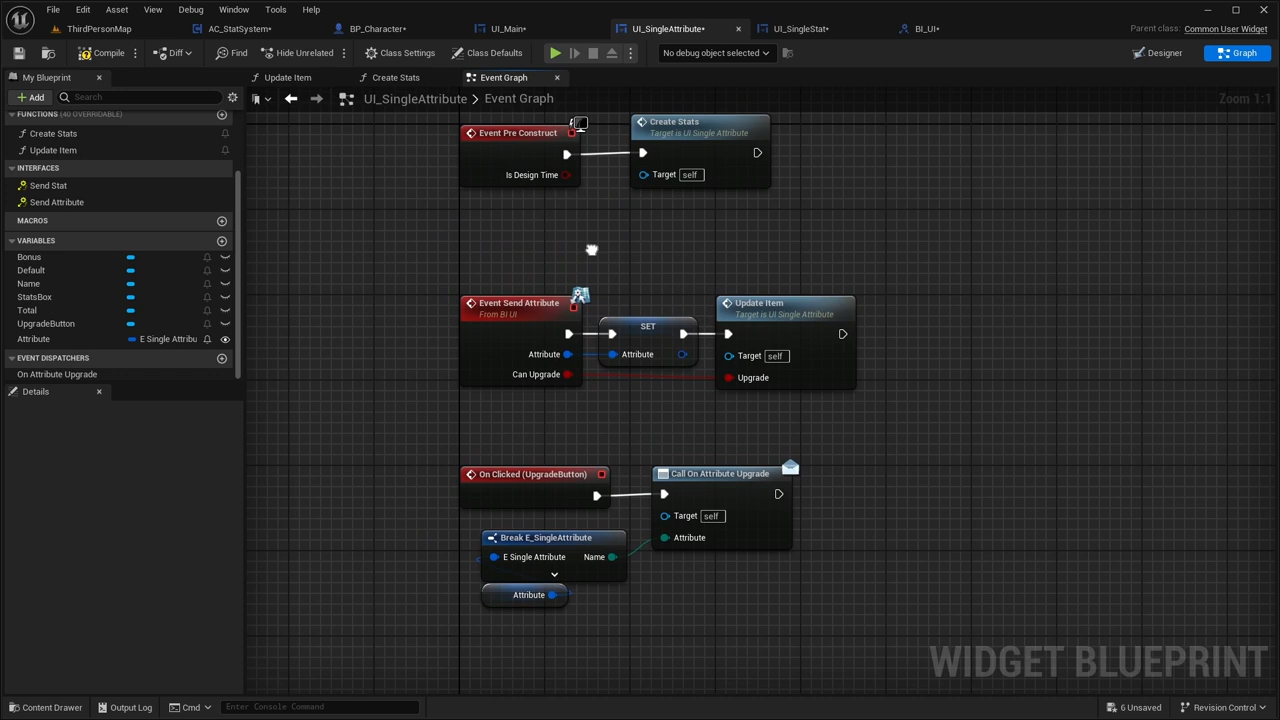 File Edit Asset View Debug Window Tools Help
ThirdPersonMap AC_StatSystem* BP_Character* UI_Main* UI_SingleAttribute* UI_SingleStat* BI_UI* Parent class: Common User Widget
Compile Diff Find Hide Unrelated Class Settings Class Defaults No debug object selected Designer Graph
My Blueprint Update Item Create Stats Event Graph
Add Search UI_SingleAttribute > Event Graph Zoom 1:1
FUNCTIONS (40 OVERRIDABLE)
Create Stats
Update Item
INTERFACES
Send Stat
Send Attribute
MACROS
VARIABLES
Bonus
Default
Name
StatsBox
Total
UpgradeButton
Attribute E Single Attribu
EVENT DISPATCHERS
On Attribute Upgrade
Details
Event Pre Construct
Is Design Time
Create Stats
Target is Ui Single Attribute
Target self
Event Send Attribute
From BI UI
Attribute
Can Upgrade
SET
Attribute
Update Item
Target is UI Single Attribute
Target self
Upgrade
On Clicked (UpgradeButton)
Call On Attribute Upgrade
Target self
Attribute
Break E_SingleAttribute
E Single Attribute Name
Attribute
WIDGET BLUEPRINT
Content Drawer Output Log Cmd Enter Console Command 6 Unsaved Revision Control